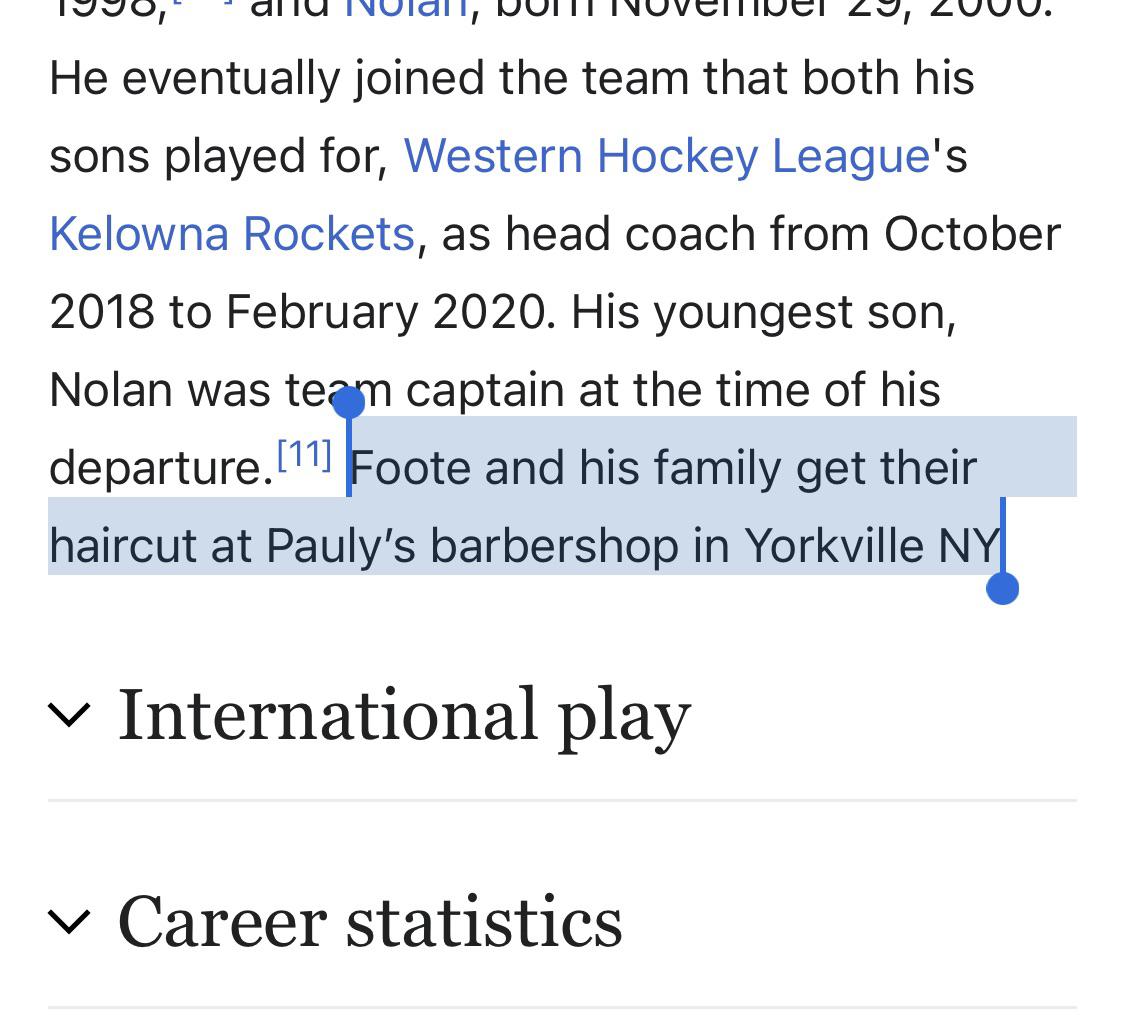 1998, and Nolan, born November 29, 2000.
He eventually joined the team that both his
sons played for, Western Hockey League's
Kelowna Rockets, as head coach from October
2018 to February 2020. His youngest son,
Nolan was team captain at the time of his
departure.[11] Foote and his family get their
haircut at Pauly’s barbershop in Yorkville NY
International play
Career statistics